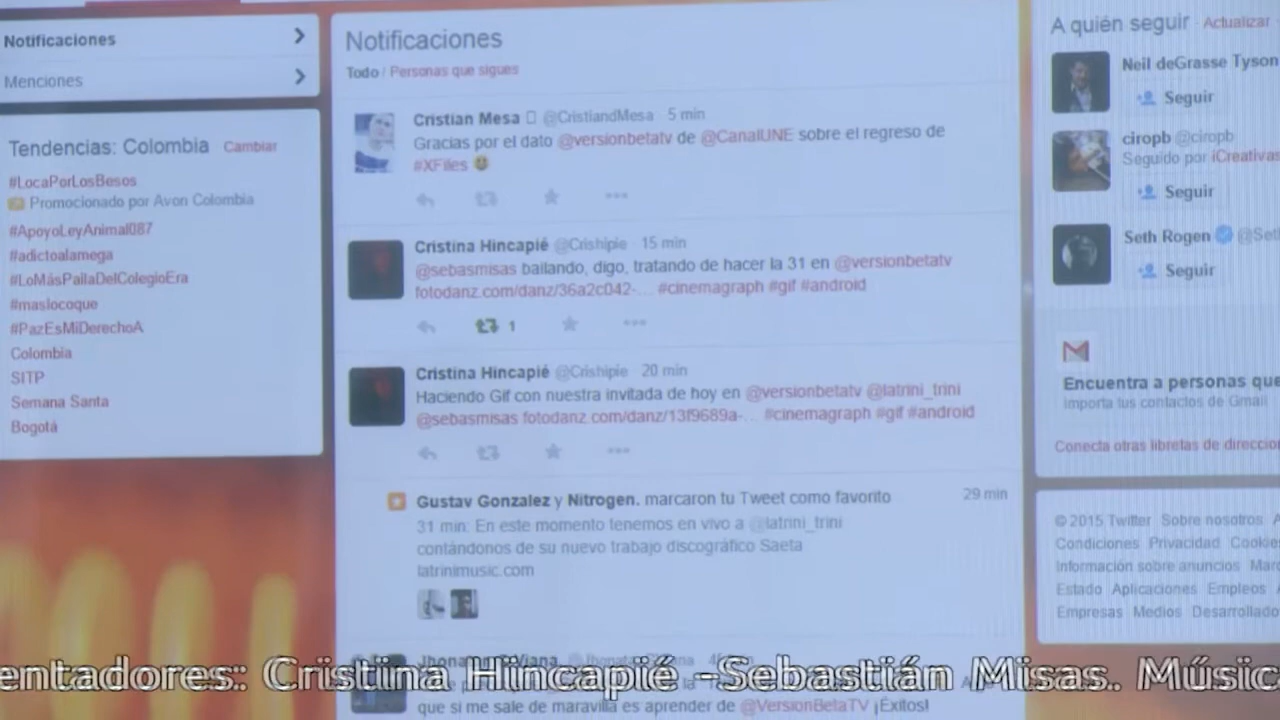 Notificaciones
Menciones
Tendencias: Colombia Cambiar
#LocaPorLosBesos
Promocionado por Avon Colombia
#ApoyoLeyAnimal087
#adictoalamega
#LoMásPailaDelColegioEra
#maslocoque
#PazEsMiDerechoA
Colombia
SITP
Semana Santa
Bogotá
Notificaciones
Todo / Personas que sigues
Cristian Mesa @CristiandMesa · 5 min
Gracias por el dato @versionbetatv de @CanalUNE sobre el regreso de
#XFiles
Cristina Hincapié @Crishipie · 15 min
@sebasmisas bailando, digo, tratando de hacer la 31 en @versionbetatv
fotodanz.com/danz/36a2c042-... #cinemagraph #gif #android
1
Cristina Hincapié @Crishipie · 20 min
Haciendo Gif con nuestra invitada de hoy en @versionbetatv @latrini_trini
@sebasmisas fotodanz.com/danz/13f9689a-... #cinemagraph #gif #android
Gustav Gonzalez y Nitrogen. marcaron tu Tweet como favorito 29 min
31 min: En este momento tenemos en vivo a @latrini_trini
contándonos de su nuevo trabajo discográfico Saeta
latrinimusic.com
que si me sale de maravilla es aprender de @VersionBetaTV ¡Éxitos!
A quién seguir · Actualizar
Neil deGrasse Tyson
Seguir
ciropb @ciropb
Seguido por iCreativas
Seguir
Seth Rogen @Set
Seguir
Encuentra a personas que
Importa tus contactos de Gmail
Conecta otras libretas de direccion
© 2015 Twitter Sobre nosotros A
Condiciones Privacidad Cookies
Información sobre anuncios Marc
Estado Aplicaciones Empleos A
Empresas Medios Desarrollado
entadores: Cristina Hincapié -Sebastián Misas. Músic